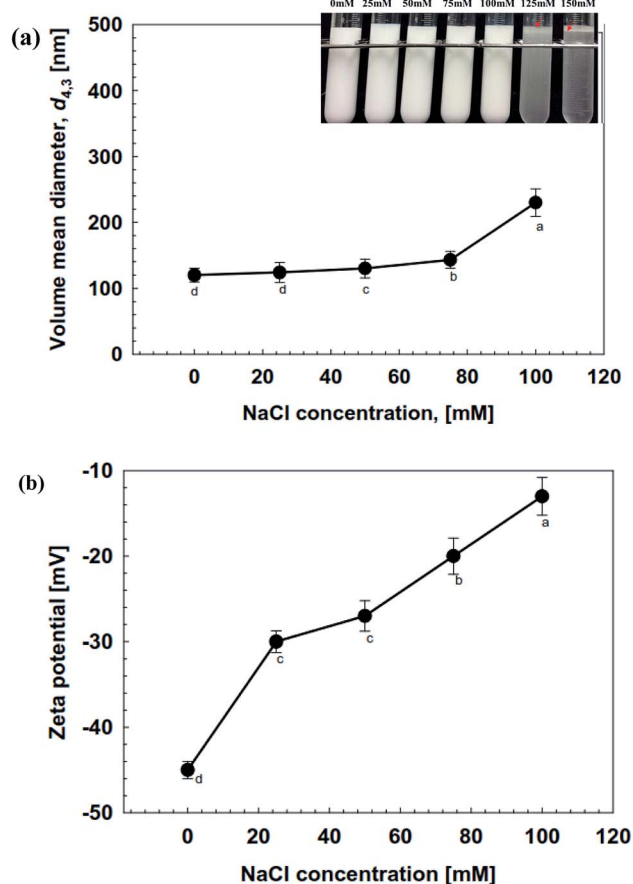 0mM 25mM 50mM 75mM 100mM 125mM 150mM
(a)
500
400
300
200
100
0
Volume mean diameter, d4,3 [nm]
d
d
c
b
a
0 20 40 60 80 100 120
NaCl concentration, [mM]
(b)
-10
-20
-30
-40
-50
Zeta potential [mV]
d
c
c
b
a
0 20 40 60 80 100 120
NaCl concentration [mM]